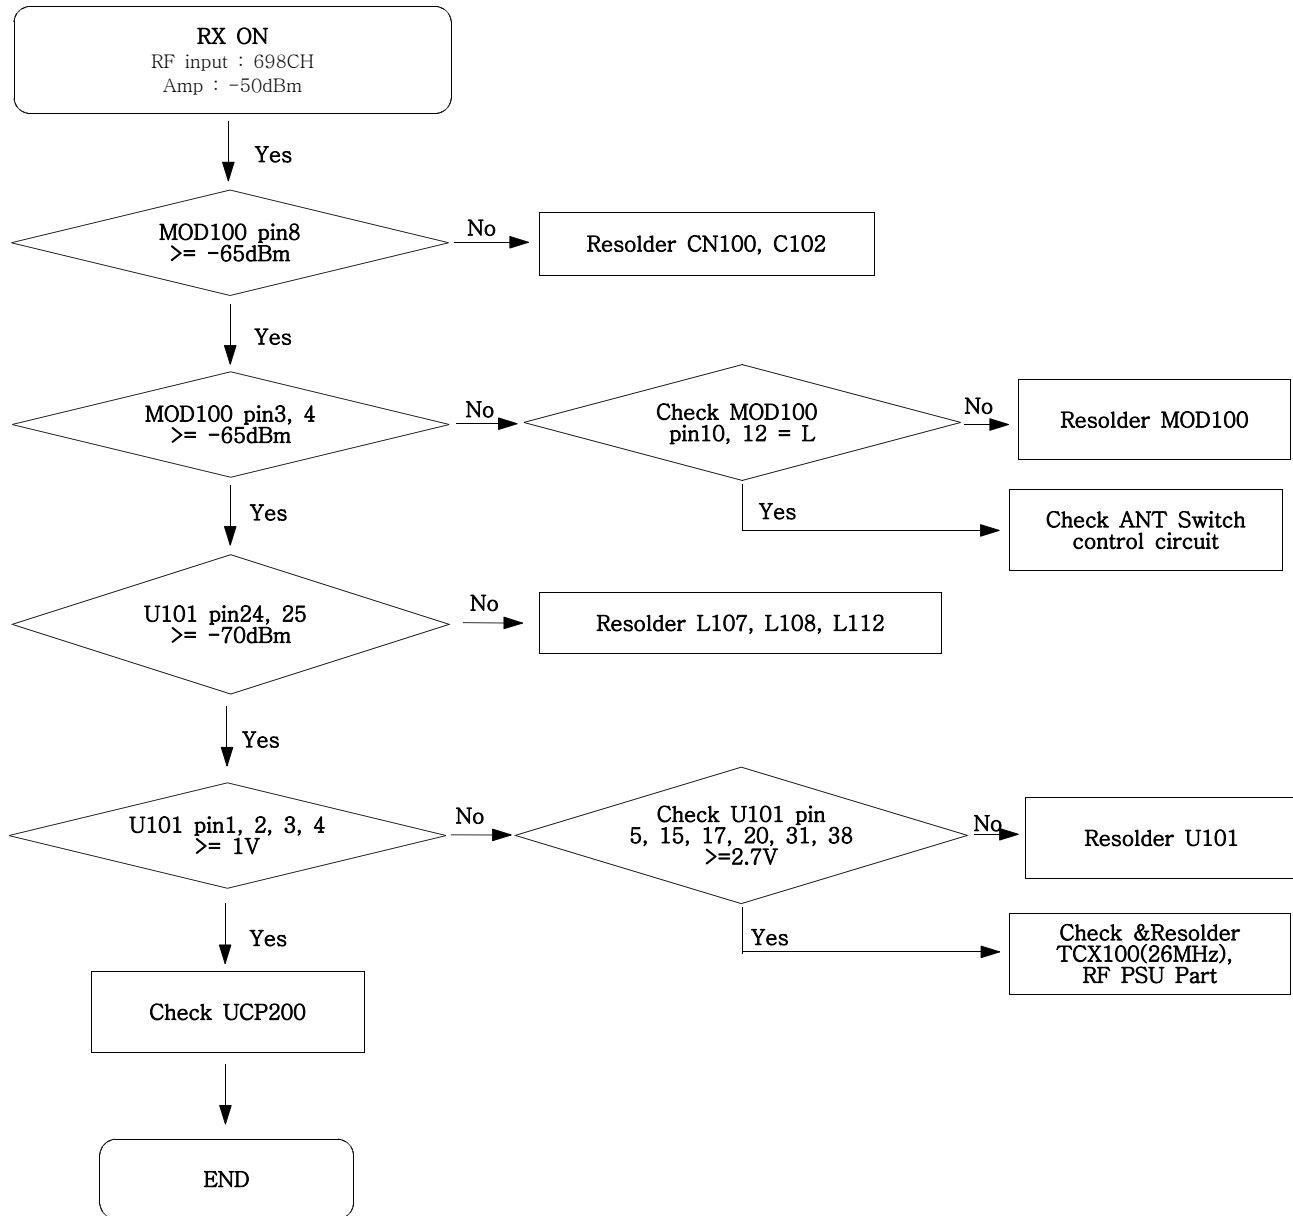 RX ON
RF input : 698CH
Amp : -50dBm
Yes
MOD100 pin8
>= -65dBm
No
Resolder CN100, C102
Yes
MOD100 pin3, 4
>= -65dBm
No
Check MOD100
pin10, 12 = L
No
Resolder MOD100
Yes
Check ANT Switch
control circuit
Yes
U101 pin24, 25
>= -70dBm
No
Resolder L107, L108, L112
Yes
U101 pin1, 2, 3, 4
>= 1V
No
Check U101 pin
5, 15, 17, 20, 31, 38
>=2.7V
No
Resolder U101
Yes
Check &Resolder
TCX100(26MHz),
RF PSU Part
Yes
Check UCP200
END